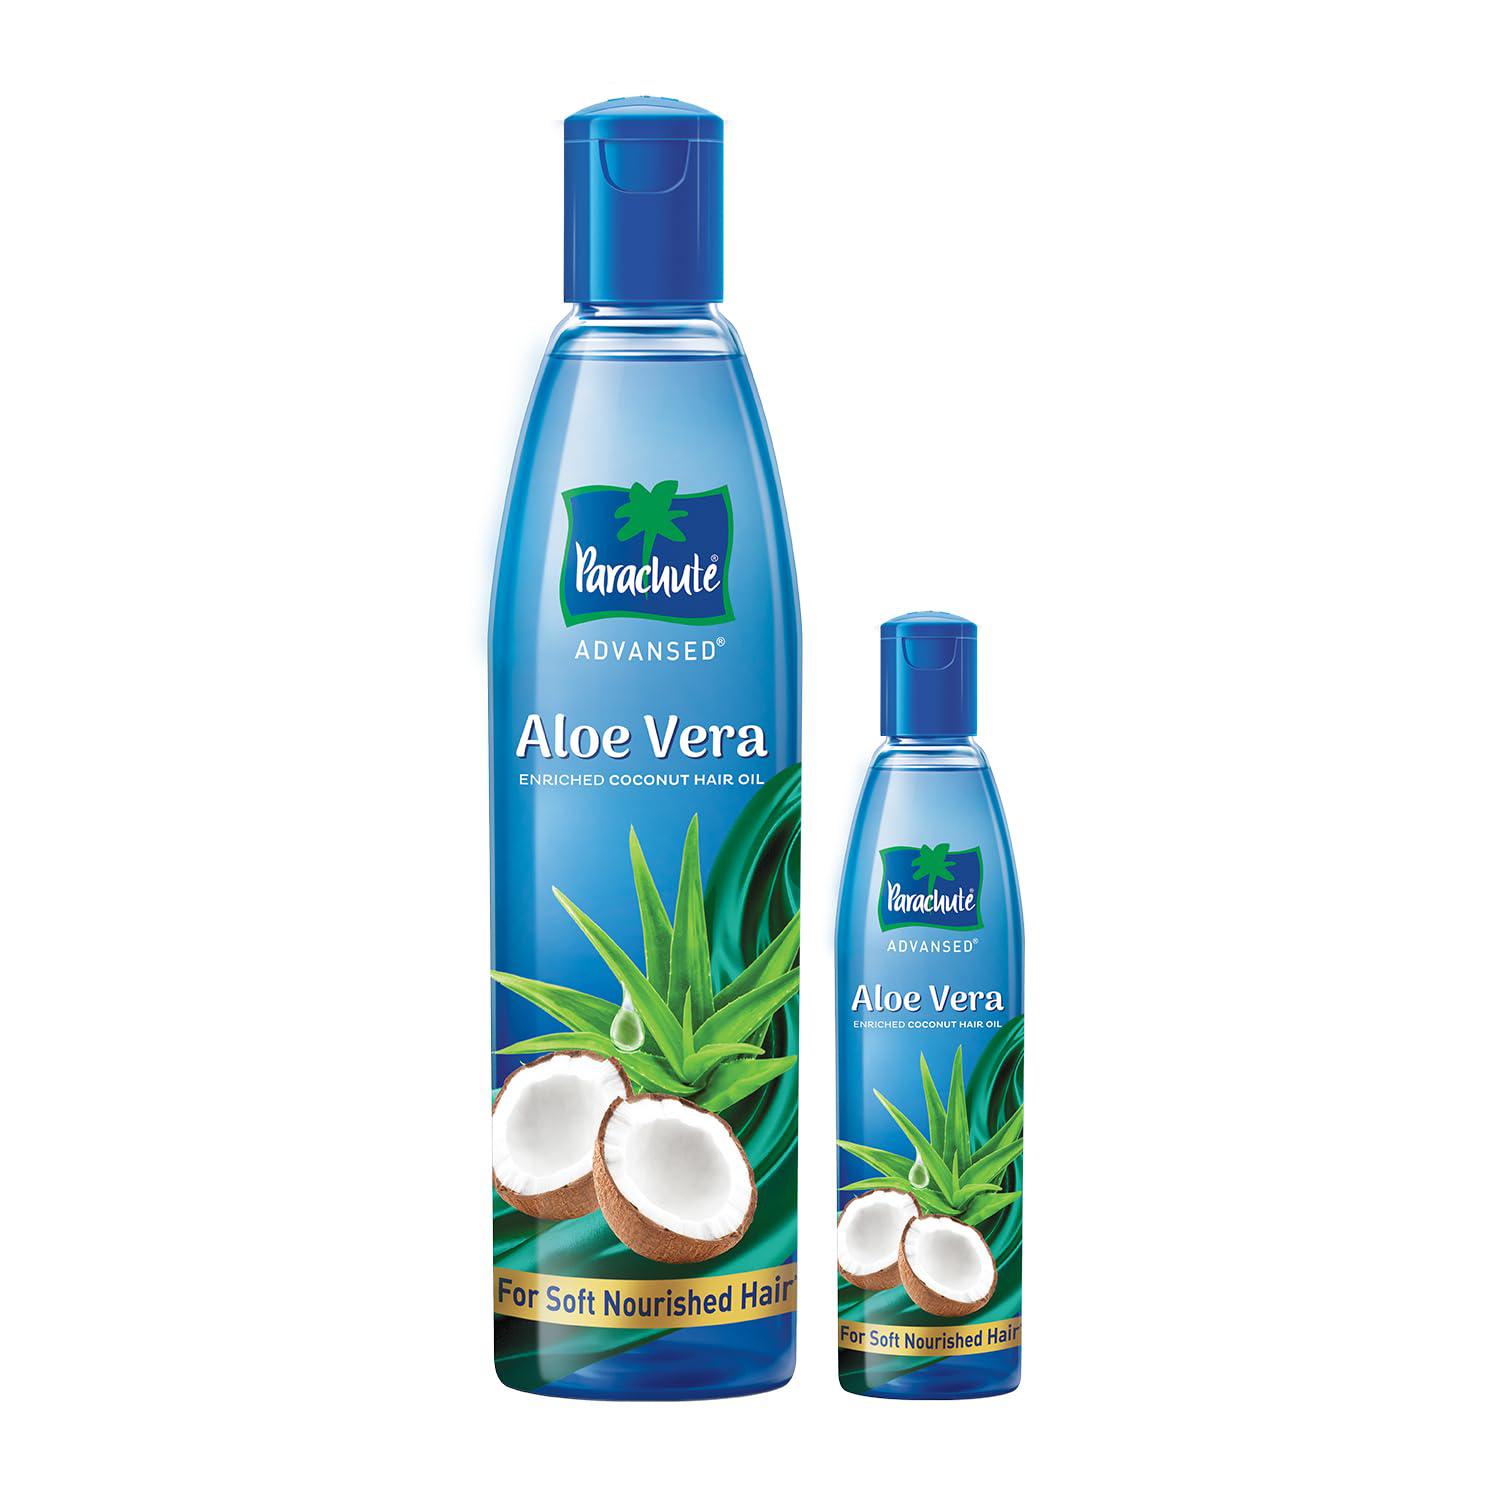 Parachute®
ADVANSED®
Aloe Vera
ENRICHED COCONUT HAIR OIL
For Soft Nourished Hair
Parachute®
ADVANSED®
Aloe Vera
ENRICHED COCONUT HAIR OIL
For Soft Nourished Hair